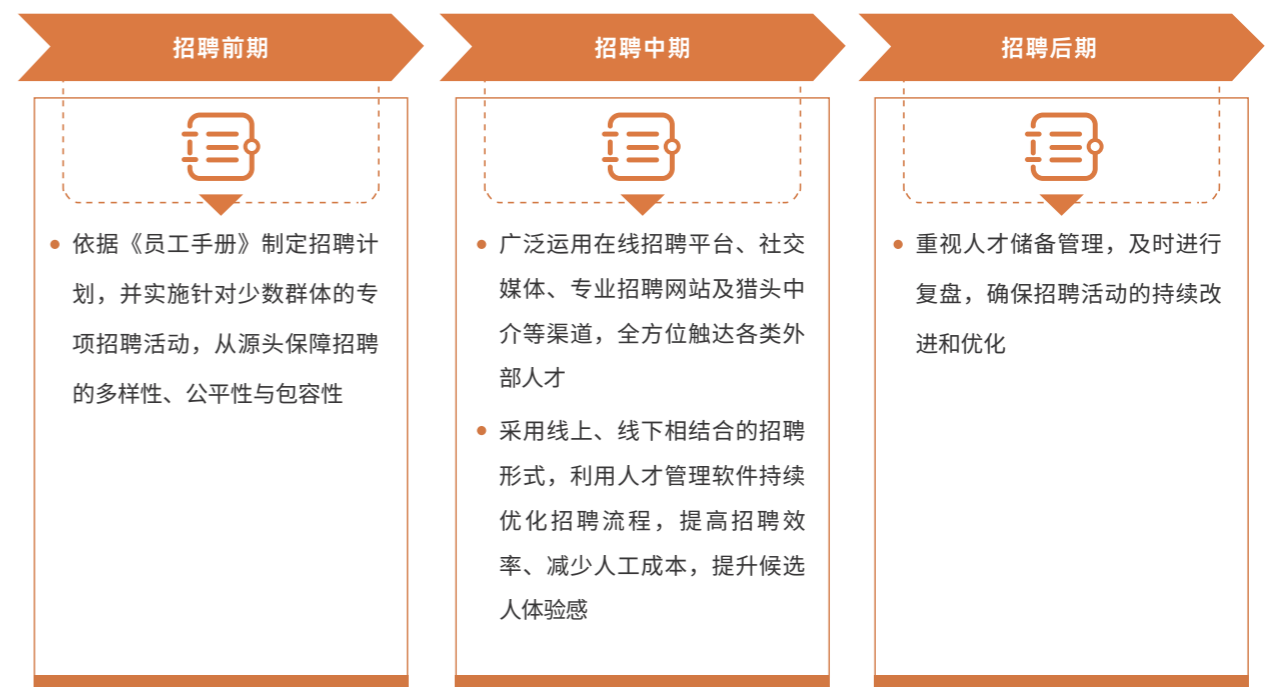 招聘前期
依据《员工手册》制定招聘计
划，并实施针对少数群体的专
项招聘活动，从源头保障招聘
的多样性、公平性与包容性
招聘中期
广泛运用在线招聘平台、社交
媒体、专业招聘网站及猎头中
介等渠道，全方位触达各类外
部人才
采用线上、线下相结合的招聘
形式，利用人才管理软件持续
优化招聘流程，提高招聘效
率、减少人工成本，提升候选
人体验感
招聘后期
重视人才储备管理，及时进行
复盘，确保招聘活动的持续改
进和优化